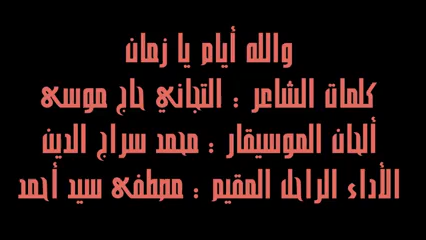 والله أيام يا زمان
كلمات الشاعر : التجاني حاج موسى
ألحان الموسيقار : محمد سراج الدين
الأداء الراحل المقيم : مصطفى سيد أحمد